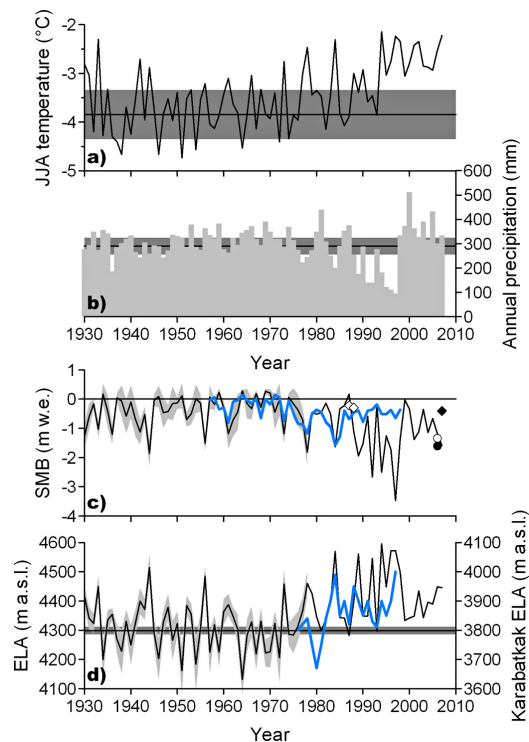 JJA temperature (°C)
-2
-3
-4
-5
a)
Annual precipitation (mm)
600
500
400
300
200
100
0
b)
1930 1940 1950 1960 1970 1980 1990 2000 2010
Year
SMB (m w.e.)
1
0
-1
-2
-3
-4
c)
ELA (m a.s.l.)
4600
4500
4400
4300
4200
4100
d)
Karabatkak ELA (m a.s.l.)
4100
4000
3900
3800
3700
3600
1930 1940 1950 1960 1970 1980 1990 2000 2010
Year